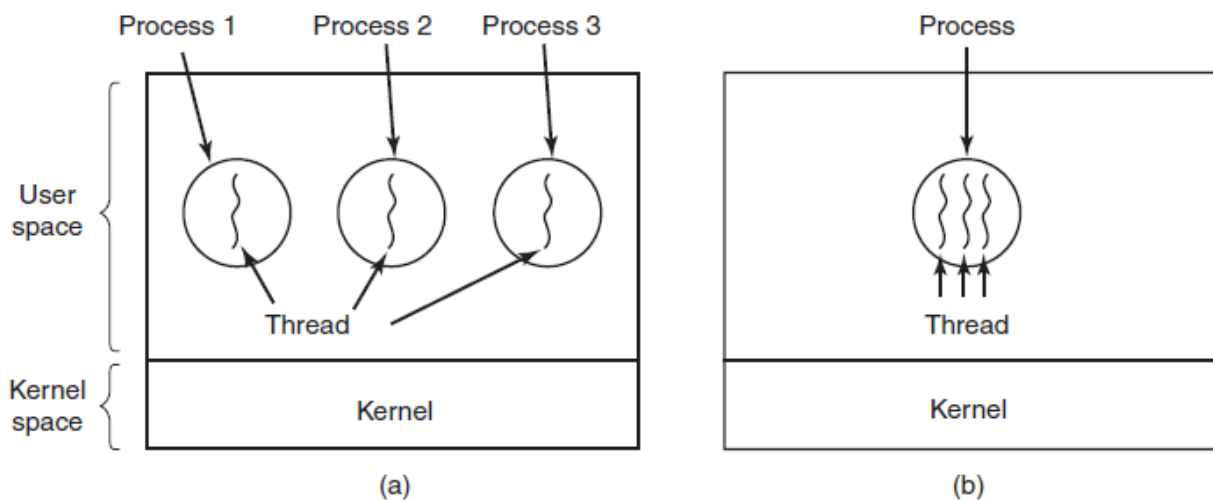 Process 1
Process 2
Process 3
Process
User
space
Thread
Thread
Kernel
space
Kernel
Kernel
(a)
(b)